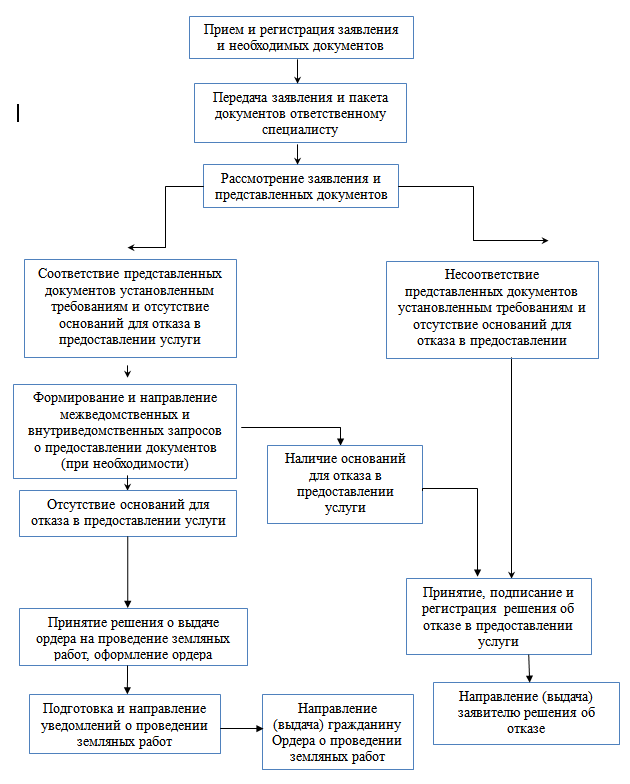 Прием и регистрация заявления
и необходимых документов
Передача заявления и пакета
документов ответственному
специалисту
Рассмотрение заявления и
представленных документов
Соответствие представленных
документов установленным
требованиям и отсутствие
оснований для отказа в
предоставлении услуги
Несоответствие
представленных документов
установленным требованиям и
отсутствие оснований для
отказа в предоставлении
Формирование и направление
межведомственных и
внутриведомственных запросов
о предоставлении документов
(при необходимости)
Наличие оснований
для отказа в
предоставлении
услуги
Отсутствие оснований для
отказа в предоставлении услуги
Принятие, подписание и
регистрация решения об
отказе в предоставлении
услуги
Принятие решения о выдаче
ордера на проведение земляных
работ, оформление ордера
Подготовка и направление
уведомлений о проведении
земляных работ
Направление
(выдача) гражданину
Ордера о проведении
земляных работ
Направление (выдача)
заявителю решения об
отказе